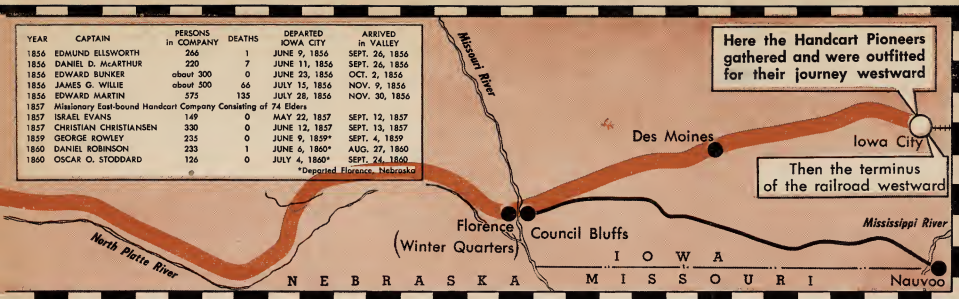 YEAR CAPTAIN PERSONS in COMPANY DEATHS DEPARTED IOWA CITY ARRIVED in VALLEY
1856 EDMUND ELLSWORTH 266 1 JUNE 9, 1856 SEPT. 26, 1856
1856 DANIEL D. McARTHUR 220 7 JUNE 11, 1856 SEPT. 26, 1856
1856 EDWARD BUNKER about 300 0 JUNE 23, 1856 OCT. 2, 1856
1856 JAMES G. WILLIE about 500 66 JULY 15, 1856 NOV. 9, 1856
1856 EDWARD MARTIN 575 135 JULY 28, 1856 NOV. 30, 1856
1857 Missionary East-bound Handcart Company Consisting of 74 Elders
1857 ISRAEL EVANS 149 0 MAY 22, 1857 SEPT. 12, 1857
1857 CHRISTIAN CHRISTIANSEN 330 0 JUNE 12, 1857 SEPT. 13, 1857
1859 GEORGE ROWLEY 235 0 JUNE 9, 1859* SEPT. 4, 1859
1860 DANIEL ROBINSON 233 1 JUNE 6, 1860* AUG. 27, 1860
1860 OSCAR O. STODDARD 126 0 JULY 4, 1860* SEPT. 24, 1860
*Departed Florence, Nebraska
Missouri River
Here the Handcart Pioneers
gathered and were outfitted
for their journey westward
Des Moines
Iowa City
Then the terminus
of the railroad westward
Florence
(Winter Quarters)
Council Bluffs
Mississippi River
North Platte River
IOWA
NEBRASKA
MISSOURI
Nauvoo